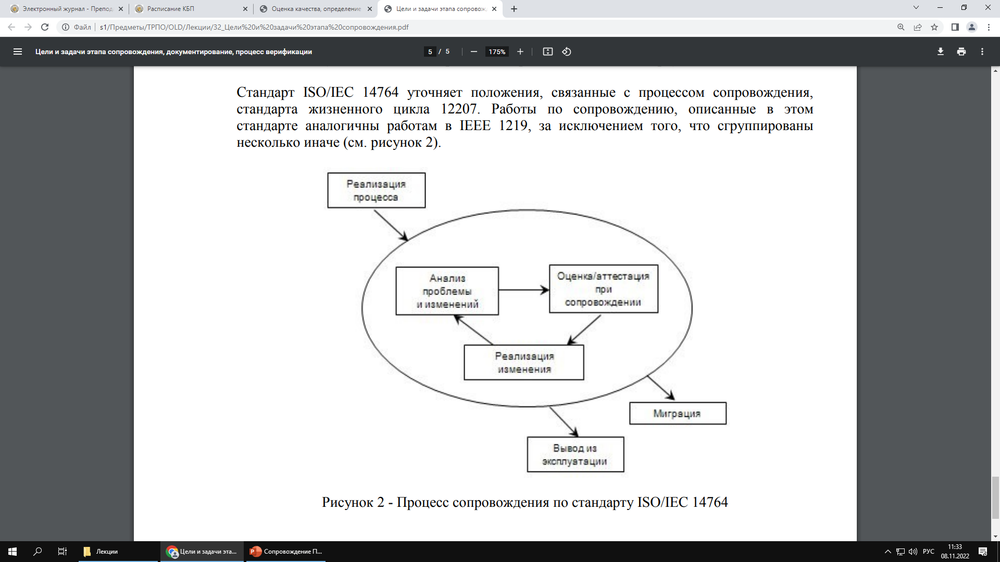 Электронный журнал - Препод
Расписание КБП
Оценка качества, определение
Цели и задачи этапа сопровож
Файл
s1/Предметы/ТРПО/OLD/Лекции/32_Цели%20и%20задачи%20этапа%20сопровождения.pdf
Цели и задачи этапа сопровождения, документирование, процесс верификации
5 / 5
175%
Стандарт ISO/IEC 14764 уточняет положения, связанные с процессом сопровождения,
стандарта жизненного цикла 12207. Работы по сопровождению, описанные в этом
стандарте аналогичны работам в IEEE 1219, за исключением того, что сгруппированы
несколько иначе (см. рисунок 2).
Реализация
процесса
Анализ
проблемы
и изменений
Оценка/аттестация
при
сопровождении
Реализация
изменения
Миграция
Вывод из
эксплуатации
Рисунок 2 - Процесс сопровождения по стандарту ISO/IEC 14764
Лекции
Цели и задачи эта...
Сопровождение П...
РУС
11:33
08.11.2022